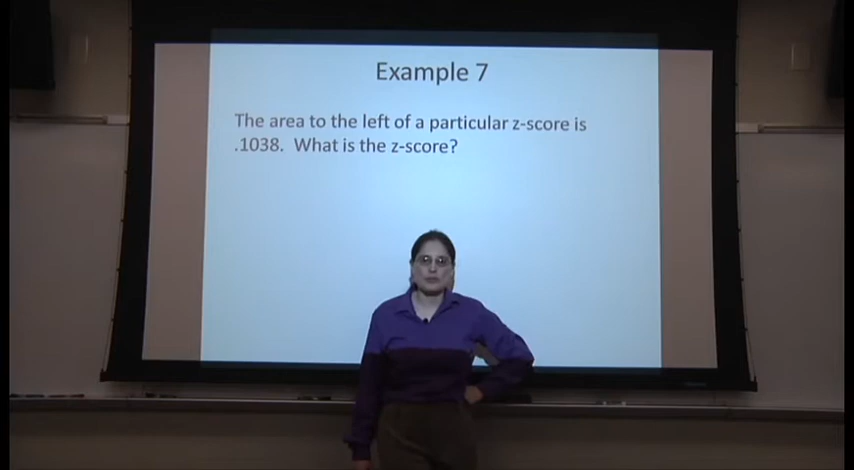 Example 7
The area to the left of a particular z-score is
.1038. What is the z-score?